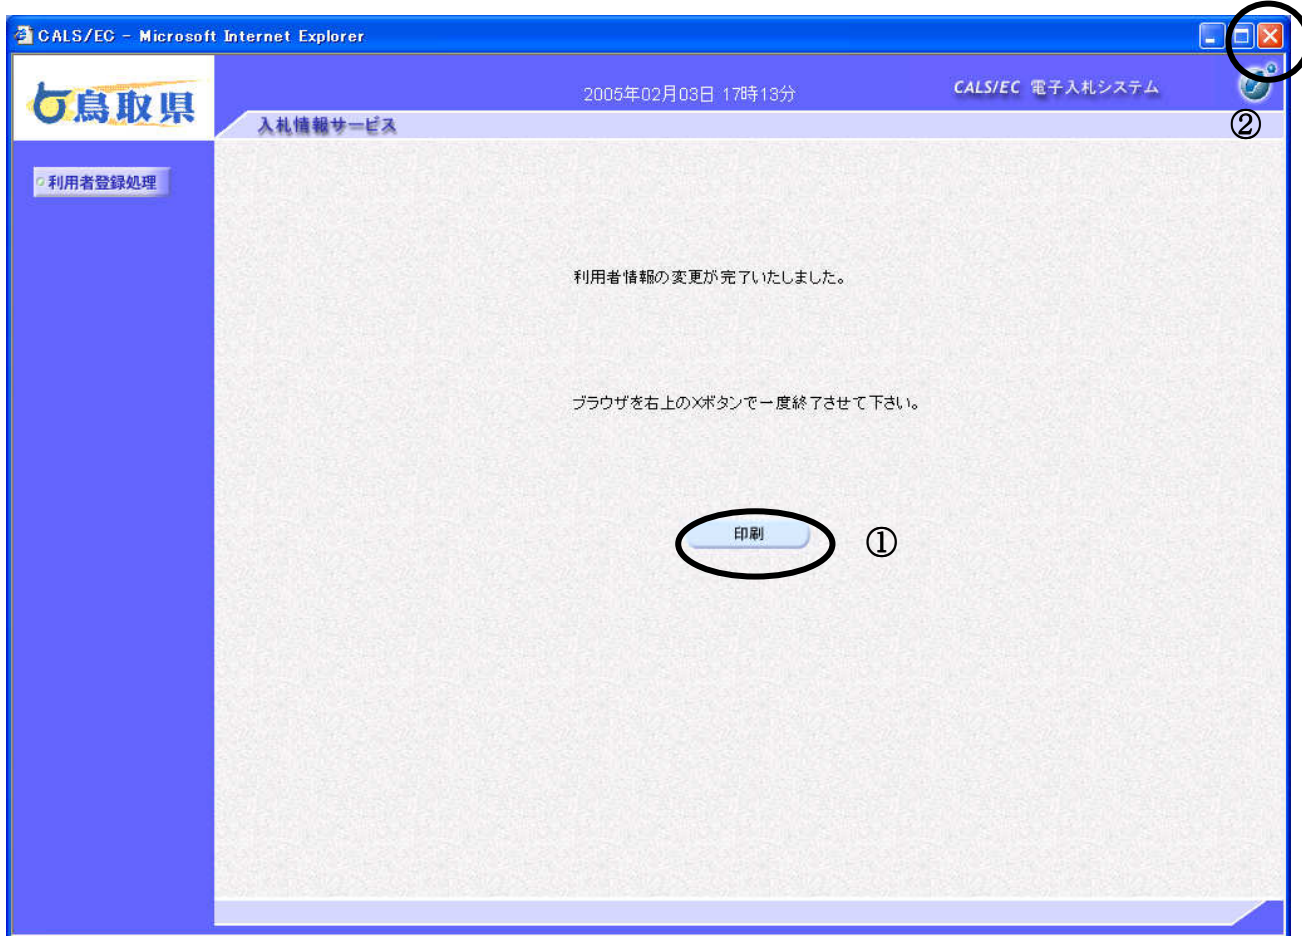 CALS/EC - Microsoft Internet Explorer
鳥取県
2005年02月03日 17時13分
CALS/EC 電子入札システム
②
入札情報サービス
利用者登録処理
利用者情報の変更が完了いたしました。
ブラウザを右上の×ボタンで一度終了させて下さい。
印刷
①